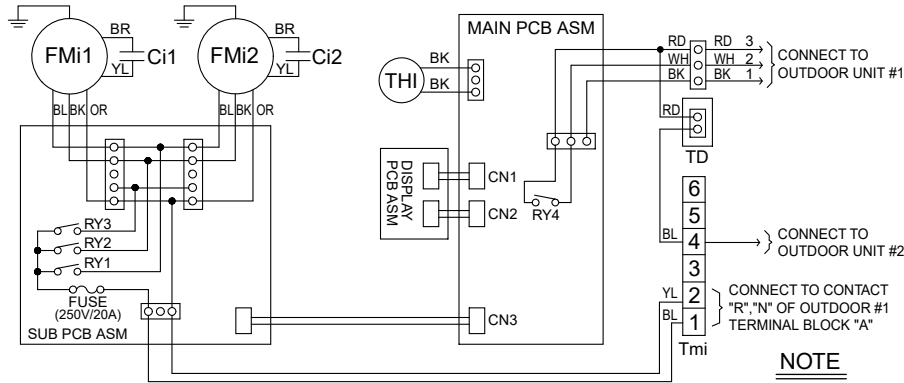 BR
FMi1
Ci1
YL
BL BK OR
BR
FMi2
Ci2
YL
BL BK OR
MAIN PCB ASM
BK
THI
BK
RD RD 3
WH WH 2
BK BK 1
CONNECT TO
OUTDOOR UNIT #1
RD
TD
DISPLAY
PCB ASM
CN1
CN2
RY4
RY3
RY2
RY1
FUSE
(250V/20A)
SUB PCB ASM
CN3
6
5
BL 4
CONNECT TO
OUTDOOR UNIT #2
3
YL 2
BL 1
CONNECT TO CONTACT
"R","N" OF OUTDOOR #1
TERMINAL BLOCK "A"
Tmi
NOTE